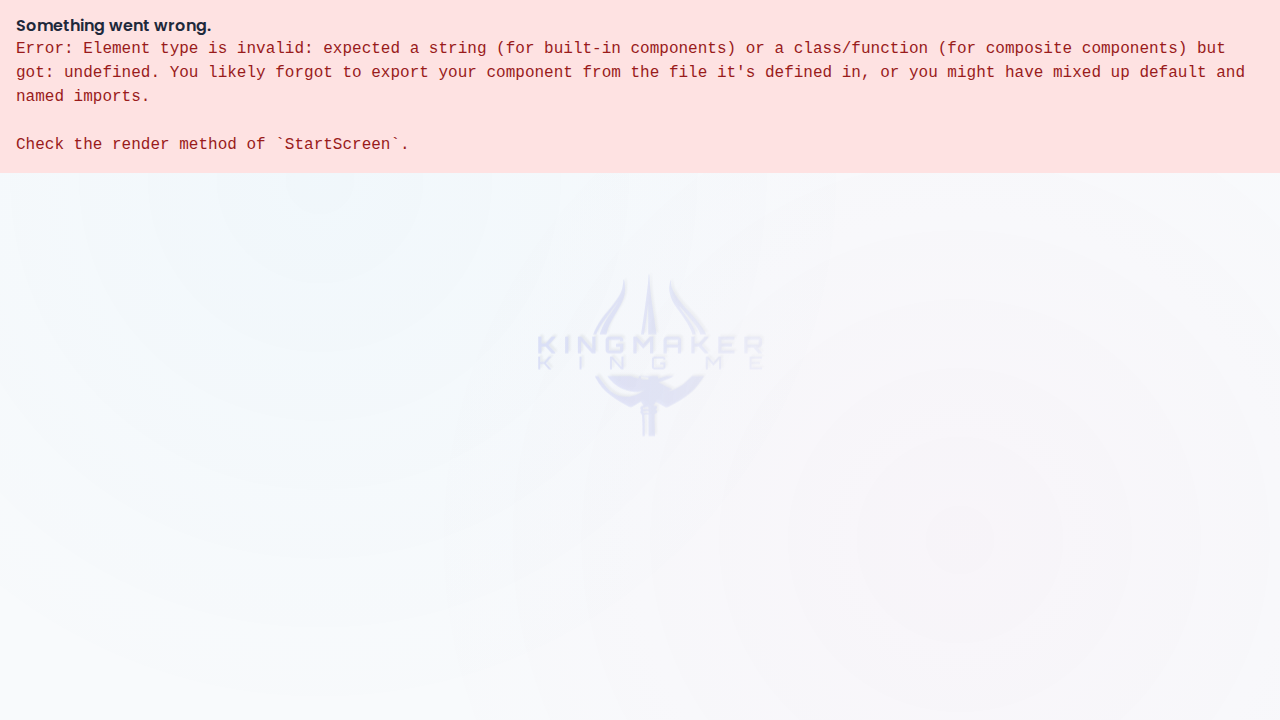 Something went wrong.
Error: Element type is invalid: expected a string (for built-in components) or a class/function (for composite components) but
got: undefined. You likely forgot to export your component from the file it's defined in, or you might have mixed up default and
named imports.
Check the render method of `StartScreen`.
KINGMAKER
KING ME